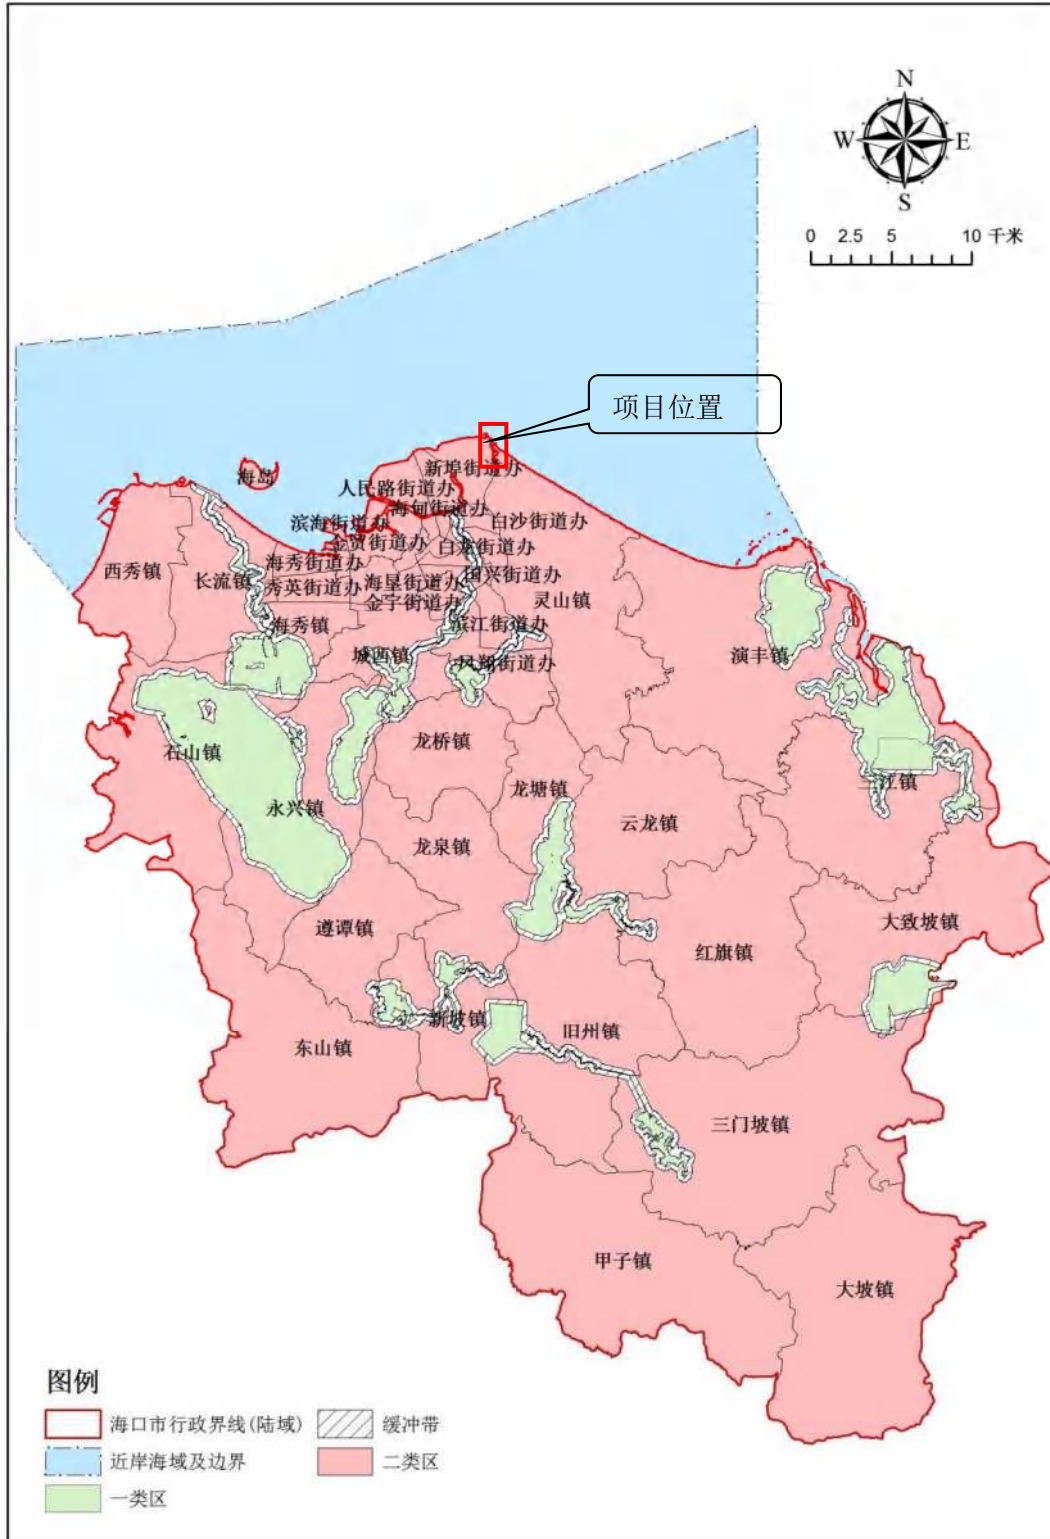 N
W E
S
0 2.5 5 10 千米
项目位置
新埠街道办
海岛
人民路街道办
海甸街道办
滨海街道办
白沙街道办
金贸街道办
白龙街道办
西秀镇
长流镇
海秀街道办
国兴街道办
秀英街道办
海垦街道办
金宇街道办
灵山镇
海秀镇
滨江街道办
城西镇
凤翔街道办
演丰镇
石山镇
龙桥镇
龙塘镇
三江镇
永兴镇
云龙镇
龙泉镇
遵谭镇
大致坡镇
红旗镇
新坡镇
旧州镇
东山镇
三门坡镇
甲子镇
大坡镇
图例
海口市行政界线(陆域) 缓冲带
近岸海域及边界 二类区
一类区